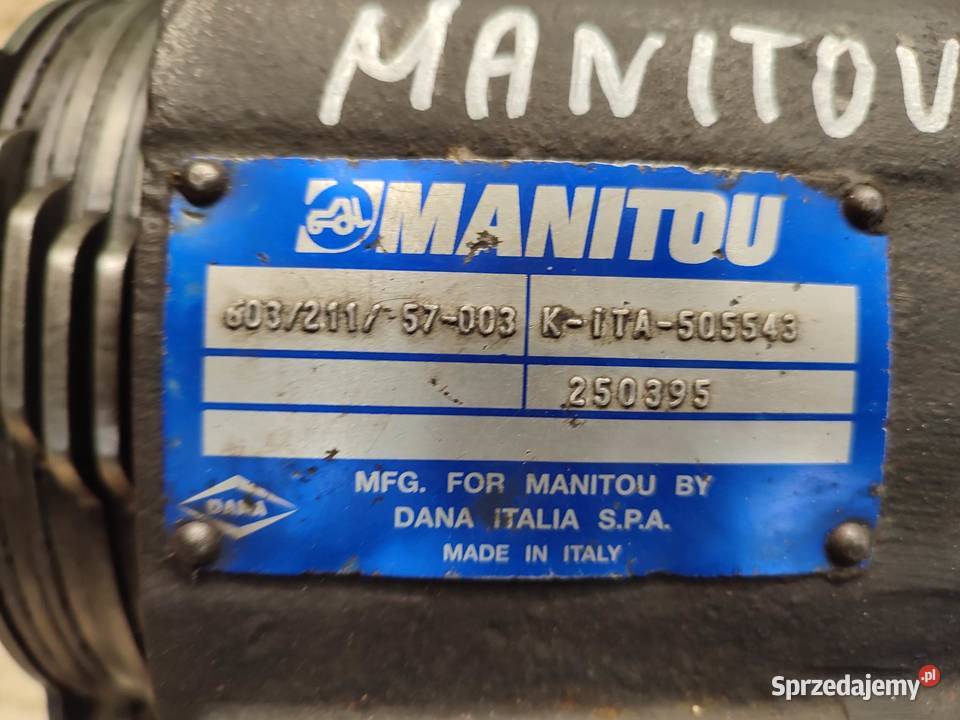 MANITOU
MANITOU
603/211/ 57-003 K-iTA-505543
250395
MFG. FOR MANITOU BY
DANA DANA ITALIA S.P.A.
MADE IN ITALY
Sprzedajemy.pl